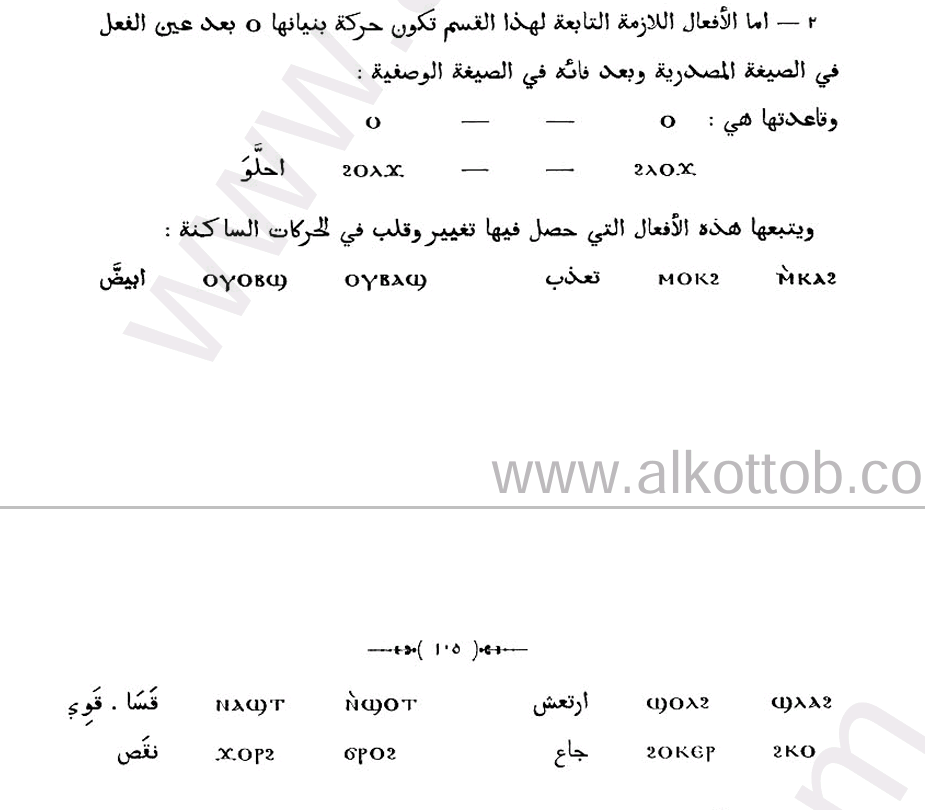 ٢ — اما الأفعال اللازمة التابعة لهذا القسم تكون حركة بنيانها ⲟ بعد عين الفعل
في الصيغة المصدرية وبعد فائه في الصيغة الوصفية :
وقاعدتها هي : ⲟ — — ⲟ
ϩⲗⲟϫ — — ϩⲟⲗϫ احلَّوَ
ويتبعها هذه الأفعال التي حصل فيها تغيير وقلب في الحركات الساكنة :
ⲙ̀ⲕⲁϩ ⲙⲟⲕϩ تعذب ⲟⲩⲃⲁϣ ⲟⲩⲟⲃϣ ابيضَّ
www.alkottob.co
( ١٠٥ )
ϣⲗⲁϩ ϣⲟⲗϩ ارتعش ⲛ̀ϣⲟⲧ ⲛⲁϣⲧ قَسَا . قَوِي
ϩⲕⲟ ϩⲟⲕⲉⲣ جاع ϭⲣⲟϩ ϫⲟⲣϩ نقَص